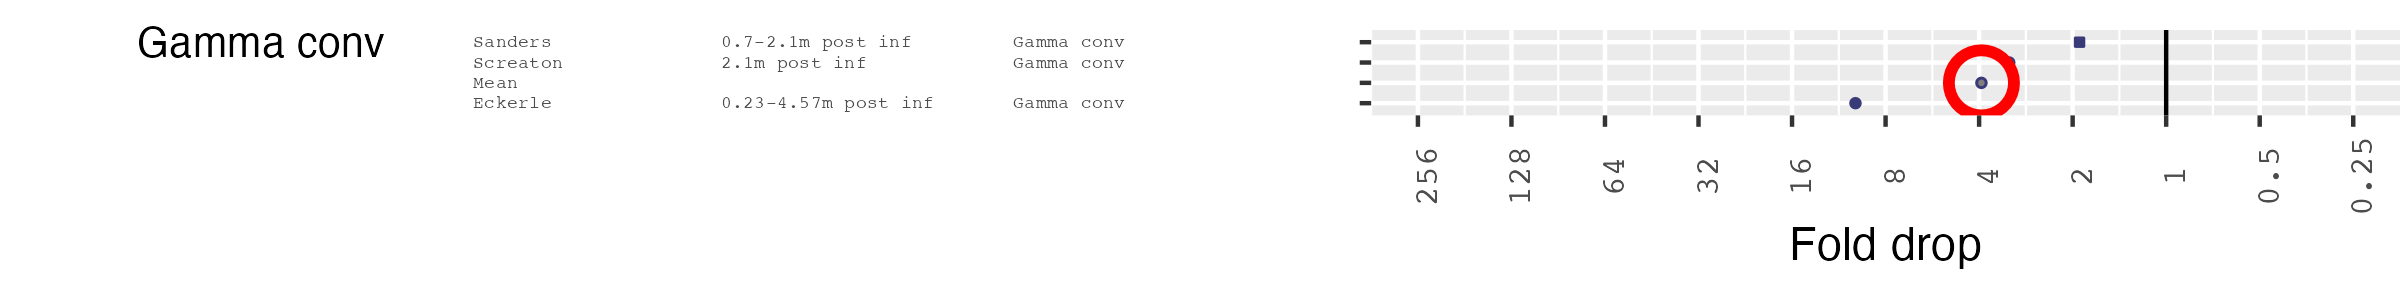 Gamma conv
Sanders 0.7-2.1m post inf Gamma conv
Screaton 2.1m post inf Gamma conv
Mean
Eckerle 0.23-4.57m post inf Gamma conv
256 128 64 32 16 8 4 2 1 0.5 0.25
Fold drop